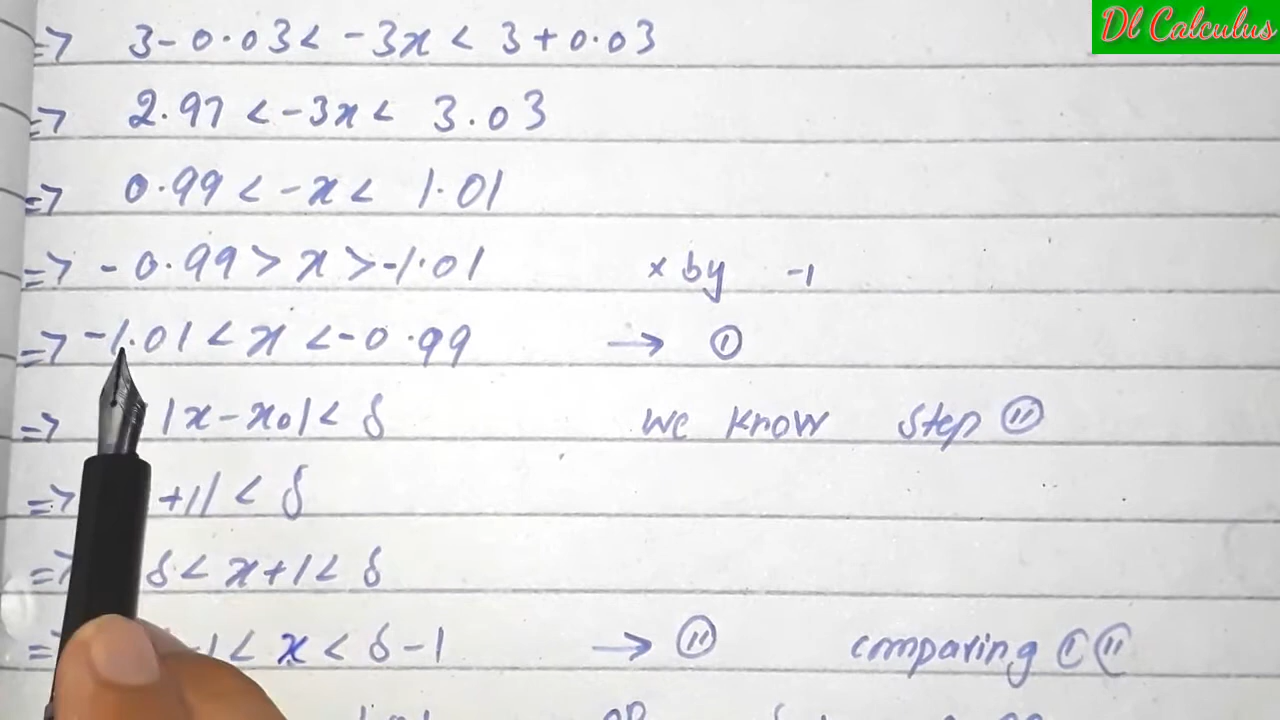 Dl Calculus
=> 3-0.03 < -3x < 3+0.03
=> 2.97 < -3x < 3.03
=> 0.99 < -x < 1.01
=> -0.99 > x > -1.01 × by -1
=> -1.01 < x < -0.99 → ①
=> |x-x₀| < δ we know step ⑪
=> +1| < δ
=> δ < x+1 < δ
=> -1 < x < δ-1 → ⑪ comparing ① ⑪